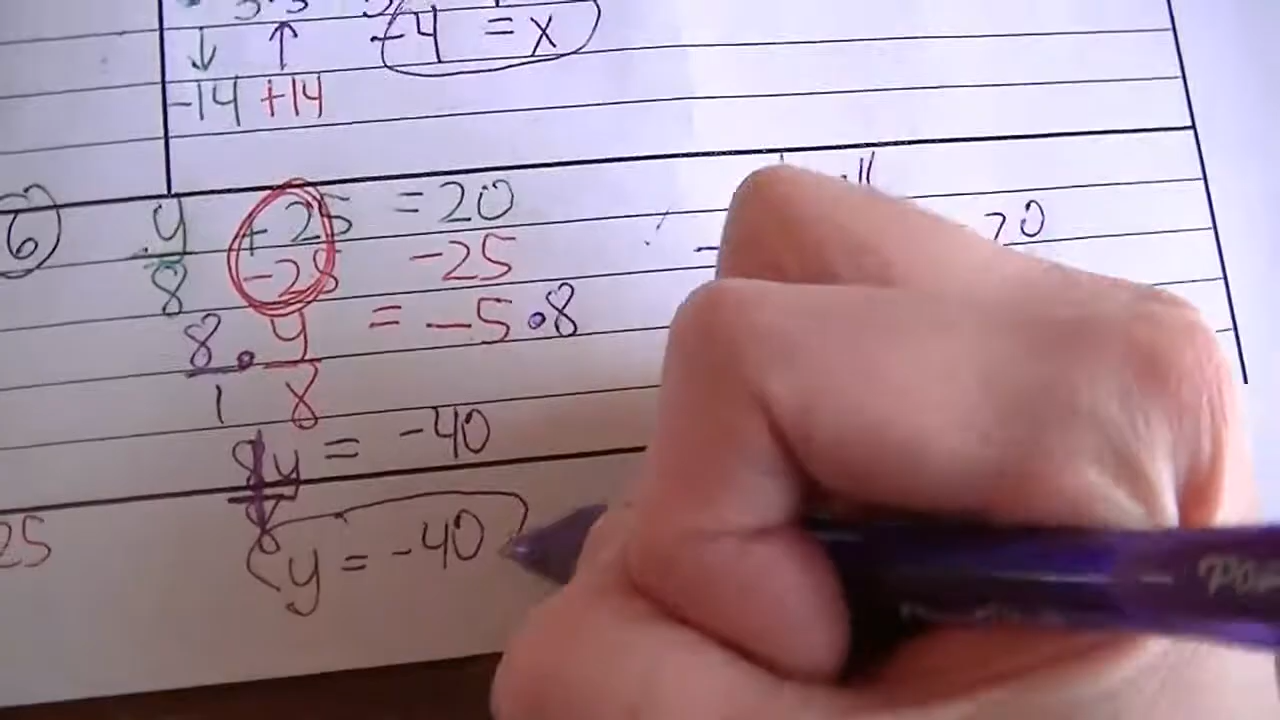 -4 = x
-14 +14
6 y/8 +25 = 20
-25 -25
8/1 • y/8 = -5 • 8
8y/8 = -40
25
y = -40